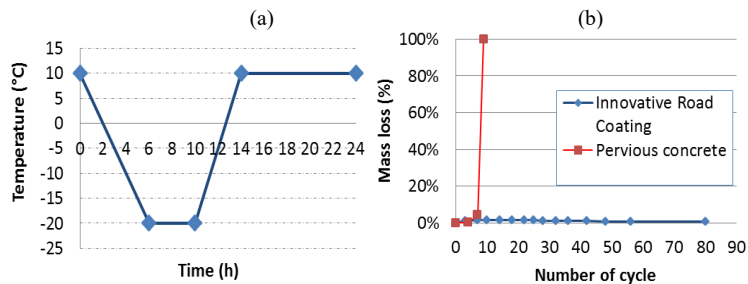 (a)
15
10
5
0
-5
-10
-15
-20
-25
Temperature (°C)
0 2 4 6 8 10 12 14 16 18 20 22 24
Time (h)
(b)
100%
80%
60%
40%
20%
0%
Mass loss (%)
Innovative Road
Coating
Pervious concrete
0 10 20 30 40 50 60 70 80 90
Number of cycle